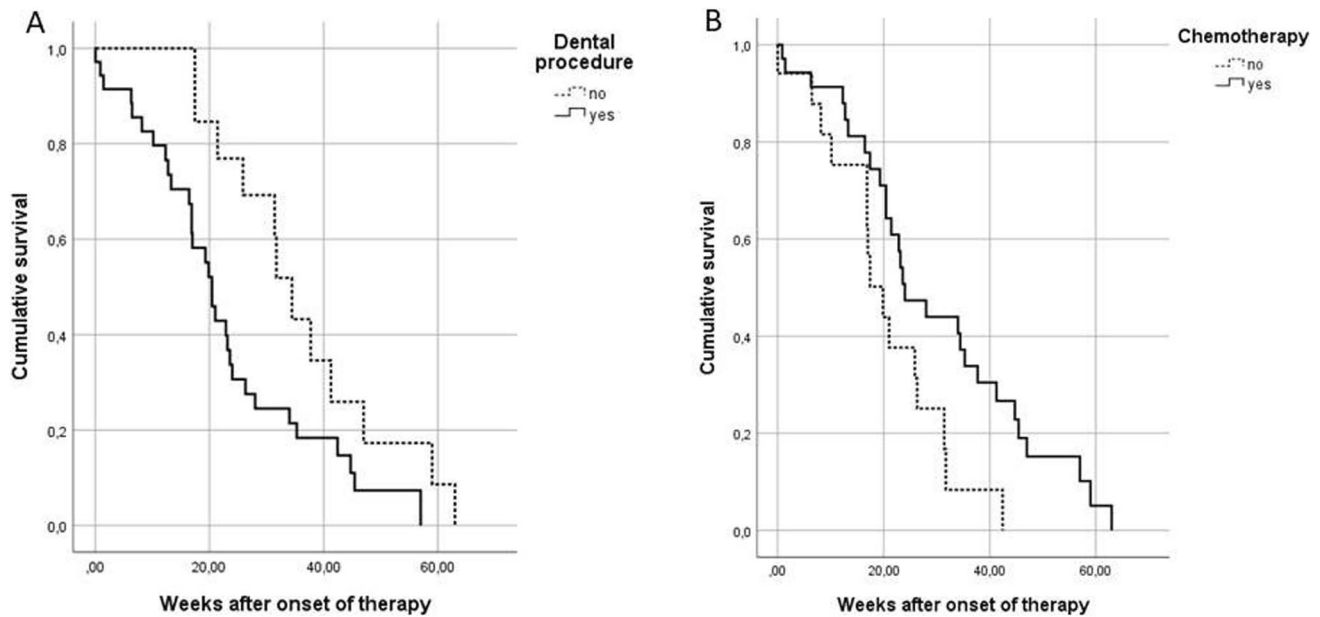 A
Dental
procedure
no
yes
1,0
0,8
0,6
0,4
0,2
0,0
Cumulative survival
,00 20,00 40,00 60,00
Weeks after onset of therapy
B
Chemotherapy
no
yes
1,0
0,8
0,6
0,4
0,2
0,0
Cumulative survival
,00 20,00 40,00 60,00
Weeks after onset of therapy